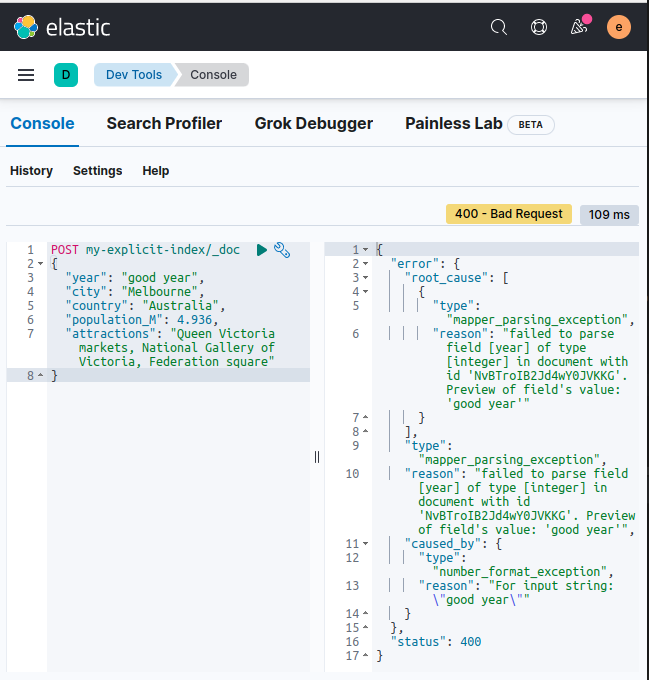 elastic
e
D
Dev Tools
Console
Console
Search Profiler
Grok Debugger
Painless Lab
BETA
History
Settings
Help
400 - Bad Request
109 ms
1 POST my-explicit-index/_doc
2 {
3 "year": "good year",
4 "city": "Melbourne",
5 "country": "Australia",
6 "population_M": 4.936,
7 "attractions": "Queen Victoria
markets, National Gallery of
Victoria, Federation square"
8 }
1 {
2 "error": {
3 "root_cause": [
4 {
5 "type":
"mapper_parsing_exception",
6 "reason": "failed to parse
field [year] of type
[integer] in document with
id 'NvBTroIB2Jd4wY0JVKKG'.
Preview of field's value:
'good year'"
7 }
8 ],
9 "type":
"mapper_parsing_exception",
10 "reason": "failed to parse field
[year] of type [integer] in
document with id
'NvBTroIB2Jd4wY0JVKKG'. Preview
of field's value: 'good year'",
11 "caused_by": {
12 "type":
"number_format_exception",
13 "reason": "For input string:
\"good year\""
14 }
15 },
16 "status": 400
17 }